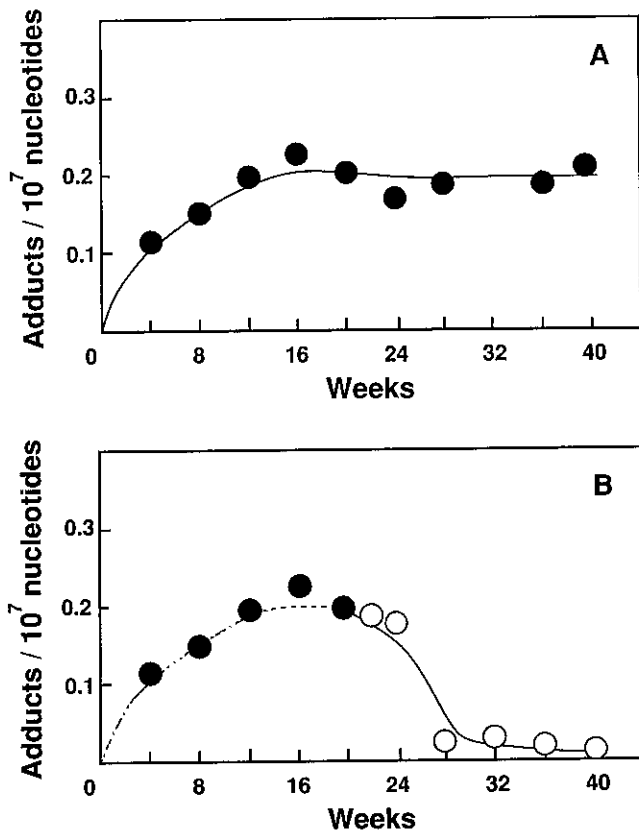 A
Adducts / 10⁷ nucleotides
0.3
0.2
0.1
0 8 16 24 32 40
Weeks
B
Adducts / 10⁷ nucleotides
0.3
0.2
0.1
0 8 16 24 32 40
Weeks